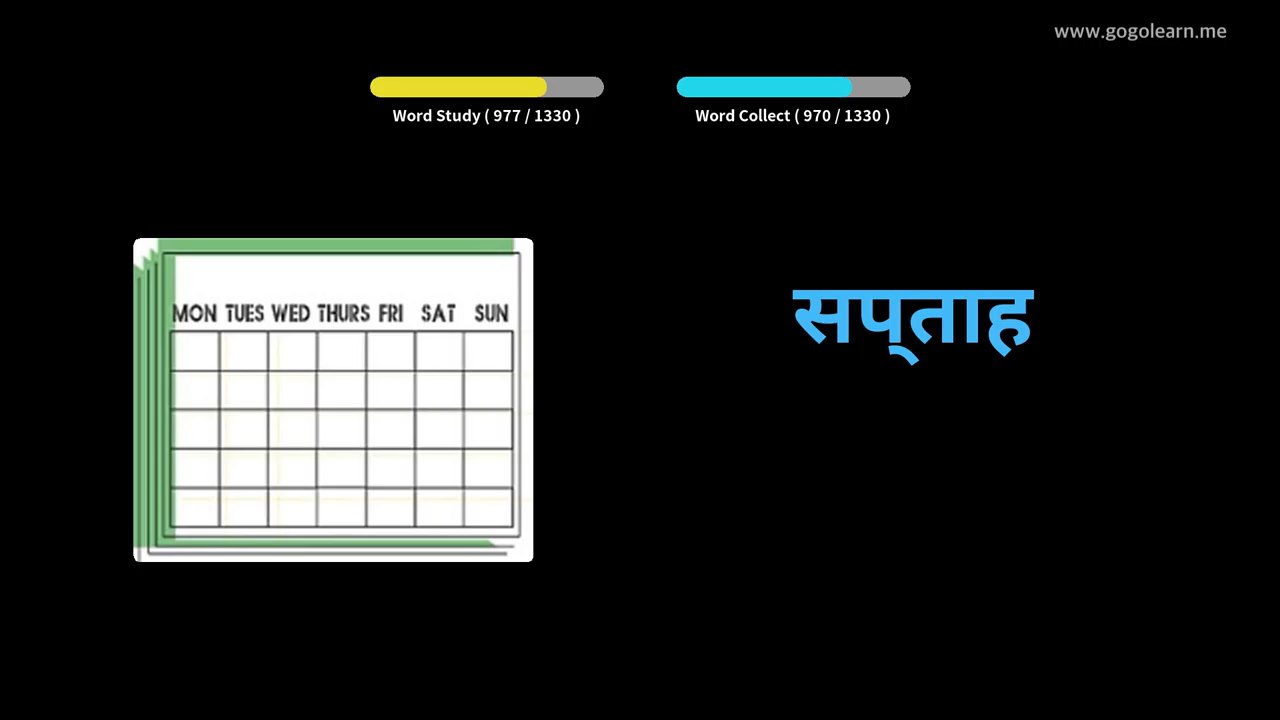 www.gogolearn.me
Word Study ( 977 / 1330 )
Word Collect ( 970 / 1330 )
MON TUES WED THURS FRI SAT SUN
सप्ताह